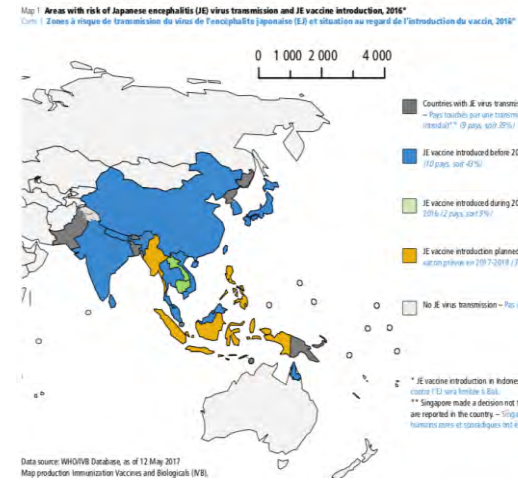 Map 1 Areas with risk of Japanese encephalitis (JE) virus transmission and JE vaccine introduction, 2016*
Carte 1 Zones à risque de transmission du virus de l'encéphalite japonaise (EJ) et situation au regard de l'introduction du vaccin, 2016*
0 1 000 2 000 4 000
Countries with JE virus transmis
– Pays touchés par une transmis
introduit** (9 pays, soit 39%)
JE vaccine introduced before 20
(10 pays, soit 43%)
JE vaccine introduced during 20
2016 (2 pays, soit 9%)
JE vaccine introduction planned
vaccin prévue en 2017-2018 (3
No JE virus transmission – Pas
* JE vaccine introduction in Indones
contre l'EJ sera limitée à Bali.
** Singapore made a decision not t
are reported in the country. – Singa
humains rares et sporadiques ont é
Data source: WHO/IVB Database, as of 12 May 2017
Map production Immunization Vaccines and Biologicals (IVB),